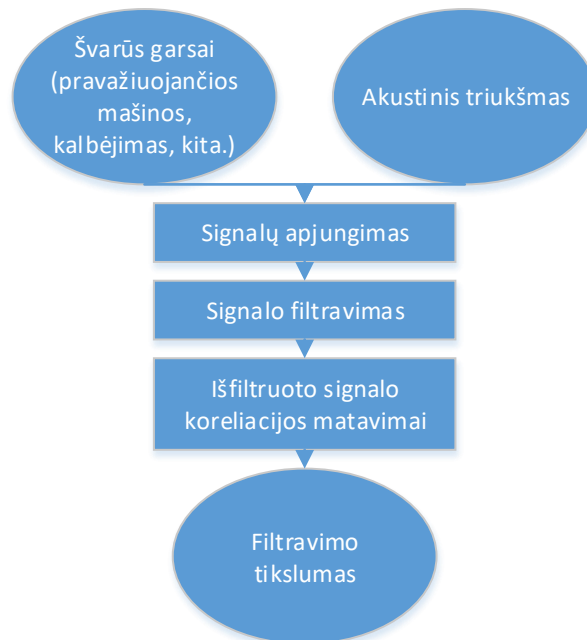 Švarūs garsai
(pravažiuojančios
mašinos,
kalbėjimas, kita.)
Akustinis triukšmas
Signalų apjungimas
Signalo filtravimas
Išfiltruoto signalo
koreliacijos matavimai
Filtravimo
tikslumas